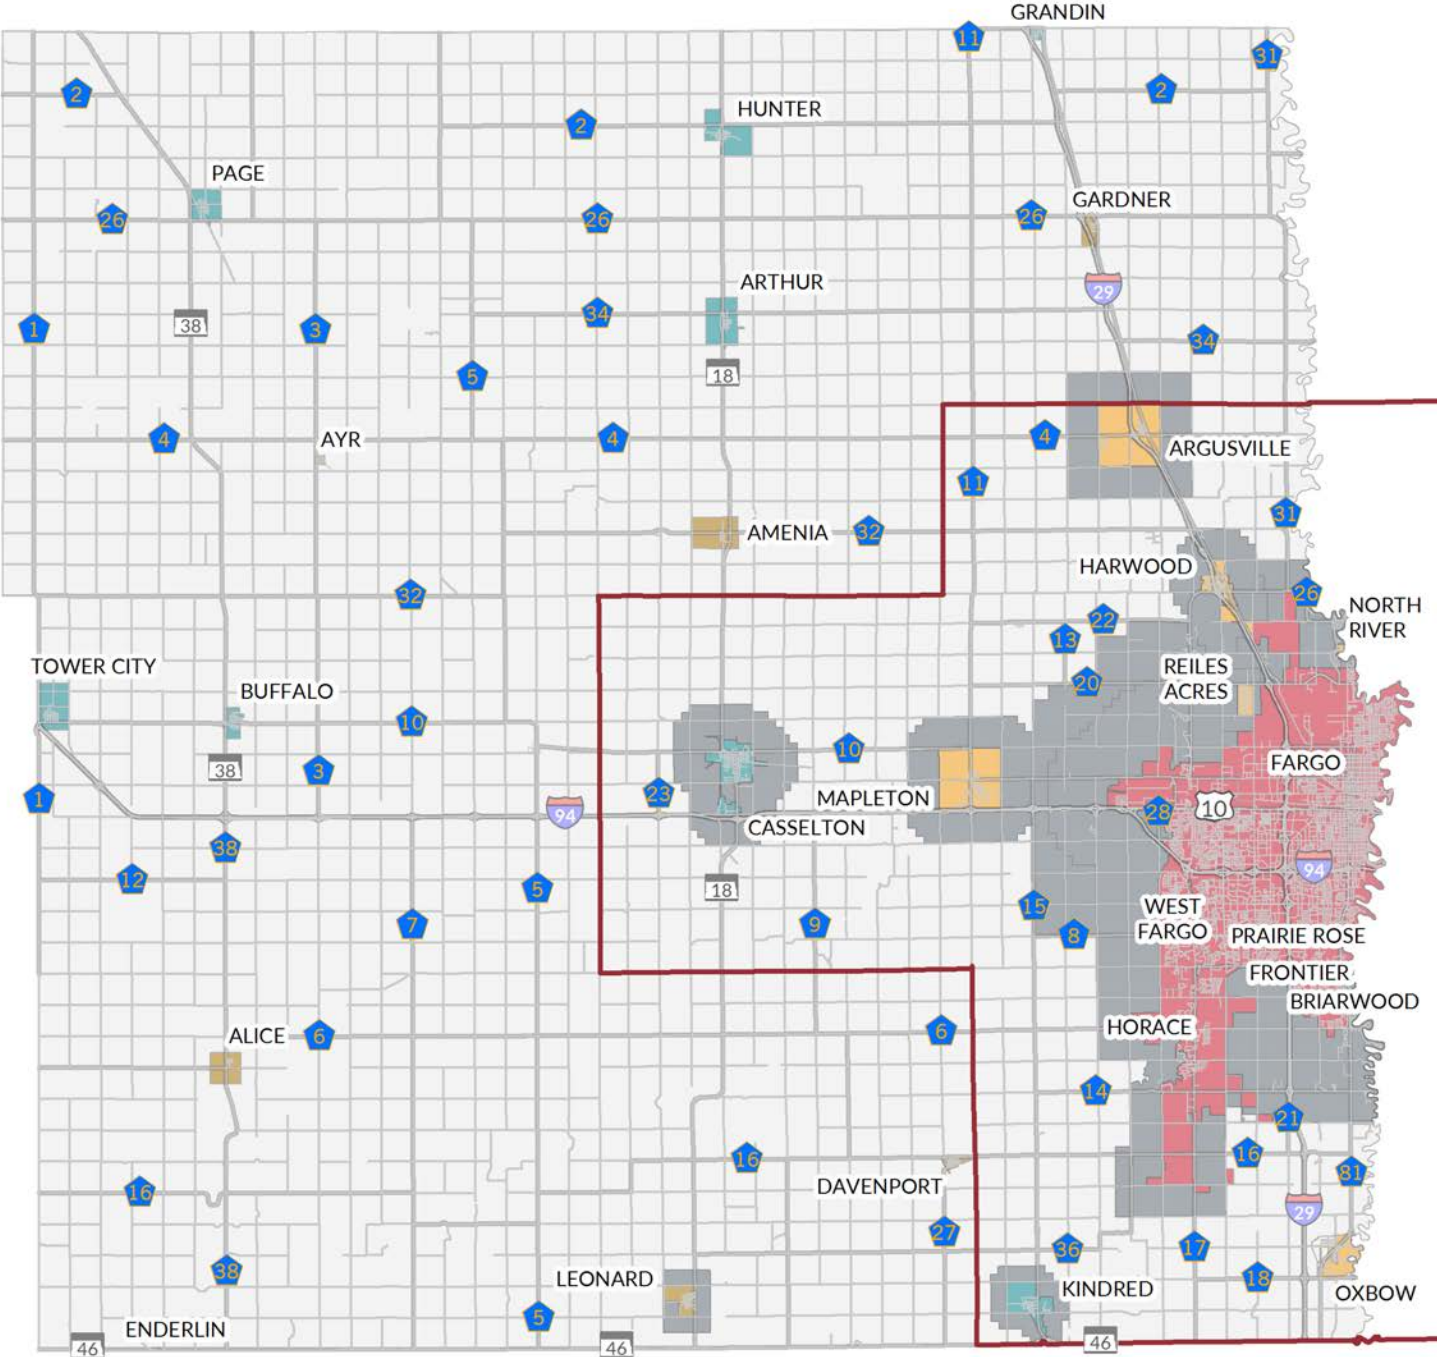 GRANDIN
11
31
2
2
2
HUNTER
PAGE
26
26
26
GARDNER
ARTHUR
29
34
1
38
3
34
18
5
4
AYR
4
4
ARGUSVILLE
11
31
AMENIA
32
HARWOOD
32
26
NORTH
RIVER
22
13
TOWER CITY
REILES
ACRES
20
BUFFALO
10
10
FARGO
38
3
23
1
MAPLETON
28
10
94
CASSELTON
38
94
12
5
18
15
WEST
FARGO
7
9
8
PRAIRIE ROSE
FRONTIER
BRIARWOOD
ALICE
6
6
HORACE
14
21
16
16
81
16
DAVENPORT
29
27
36
17
38
LEONARD
KINDRED
18
OXBOW
5
ENDERLIN
46
46
46